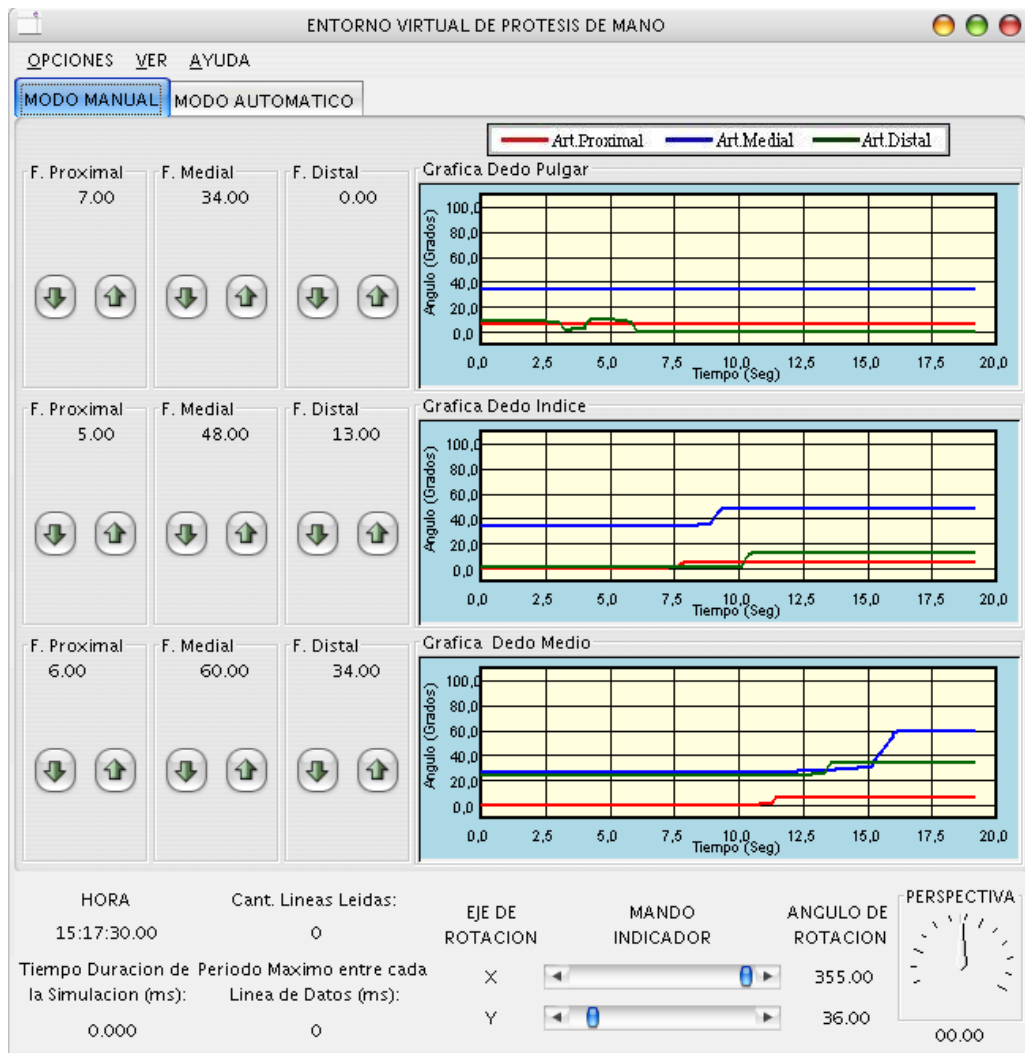 ENTORNO VIRTUAL DE PROTESIS DE MANO
OPCIONES VER AYUDA
MODO MANUAL MODO AUTOMATICO
Art.Proximal Art.Medial Art.Distal
F. Proximal F. Medial F. Distal Grafica Dedo Pulgar
7.00 34.00 0.00
Angulo (Grados)
100,0
80,0
60,0
40,0
20,0
0,0
0,0 2,5 5,0 7,5 10,0 12,5 15,0 17,5 20,0
Tiempo (Seg)
F. Proximal F. Medial F. Distal Grafica Dedo Indice
5.00 48.00 13.00
Angulo (Grados)
100,0
80,0
60,0
40,0
20,0
0,0
0,0 2,5 5,0 7,5 10,0 12,5 15,0 17,5 20,0
Tiempo (Seg)
F. Proximal F. Medial F. Distal Grafica Dedo Medio
6.00 60.00 34.00
Angulo (Grados)
100,0
80,0
60,0
40,0
20,0
0,0
0,0 2,5 5,0 7,5 10,0 12,5 15,0 17,5 20,0
Tiempo (Seg)
HORA
15:17:30.00
Cant. Lineas Leidas:
0
Tiempo Duracion de
la Simulacion (ms):
0.000
Periodo Maximo entre cada
Linea de Datos (ms):
0
EJE DE
ROTACION
MANDO
INDICADOR
ANGULO DE
ROTACION
X 355.00
Y 36.00
PERSPECTIVA
00.00